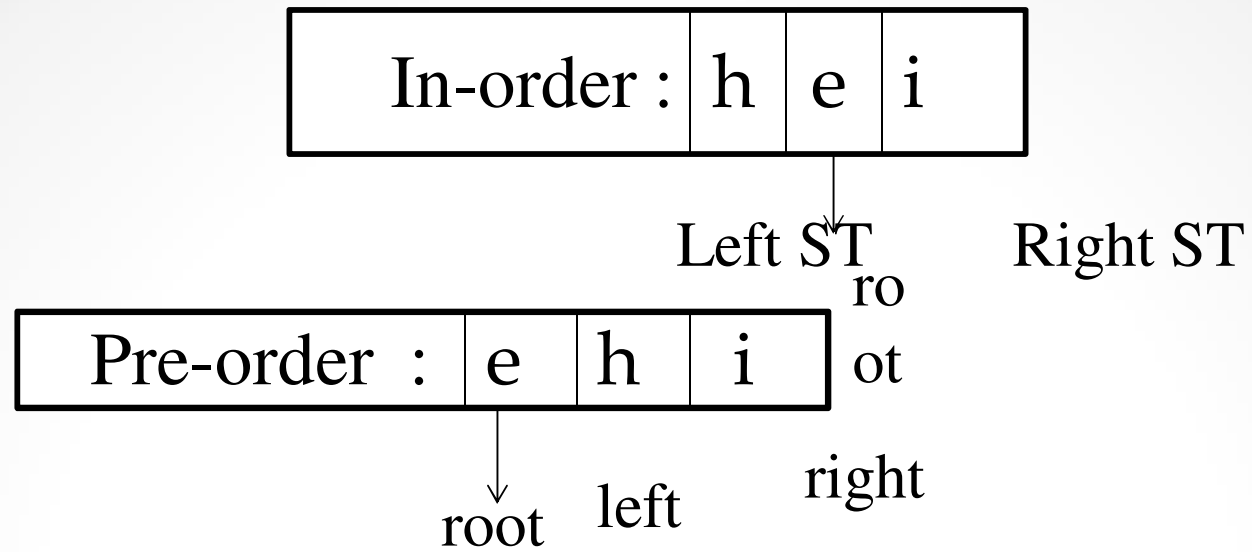 In-order : h e i
Left ST Right ST
ro
ot
Pre-order : e h i
right
left
root